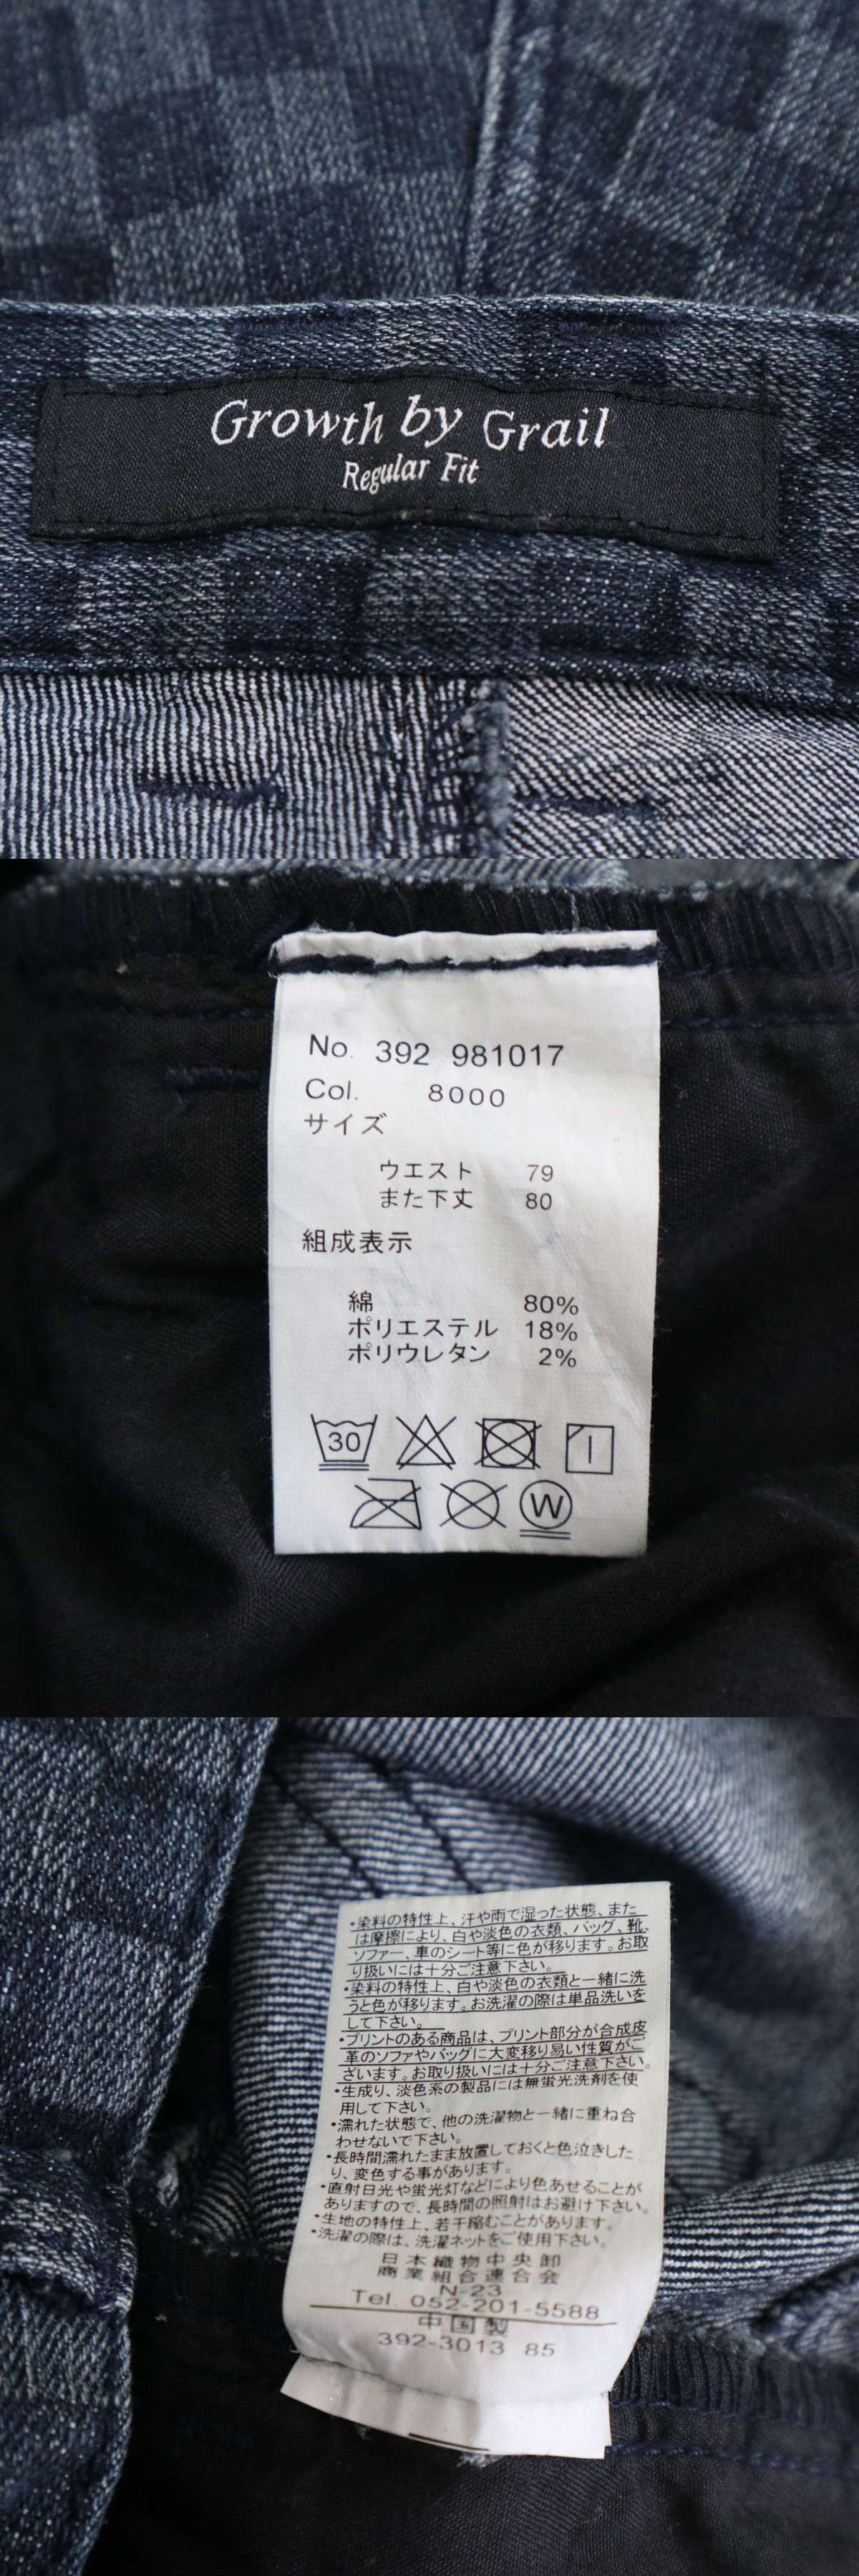 Growth by Grail
Regular Fit
No. 392 981017
Col. 8000
サイズ
ウエスト 79
また下丈 80
組成表示
綿 80%
ポリエステル 18%
ポリウレタン 2%
30
W
・染料の特性上、汗や雨で湿った状態、また
は摩擦により、白や淡色の衣類、バッグ、靴、
ソファー、車のシート等に色が移ります。お取
り扱いには十分ご注意下さい。
・染料の特性上、白や淡色の衣類と一緒に洗
うと色が移ります。お洗濯の際は単品洗いを
して下さい。
・プリントのある商品は、プリント部分が合成皮
革のソファやバッグに大変移り易い性質がご
ざいます。お取り扱いには十分ご注意下さい。
・生成り、淡色系の製品には無蛍光洗剤を使
用して下さい。
・濡れた状態で、他の洗濯物と一緒に重ね合
わせないで下さい。
・長時間濡れたまま放置しておくと色泣きした
り、変色する事があります。
・直射日光や蛍光灯などにより色あせることが
ありますので、長時間の照射はお避け下さい。
・生地の特性上、若干縮むことがあります。
・洗濯の際は、洗濯ネットをご使用下さい。
日本織物中央卸
商業組合連合会
N-23
Tel. 052-201-5588
中国製
392-3013 85